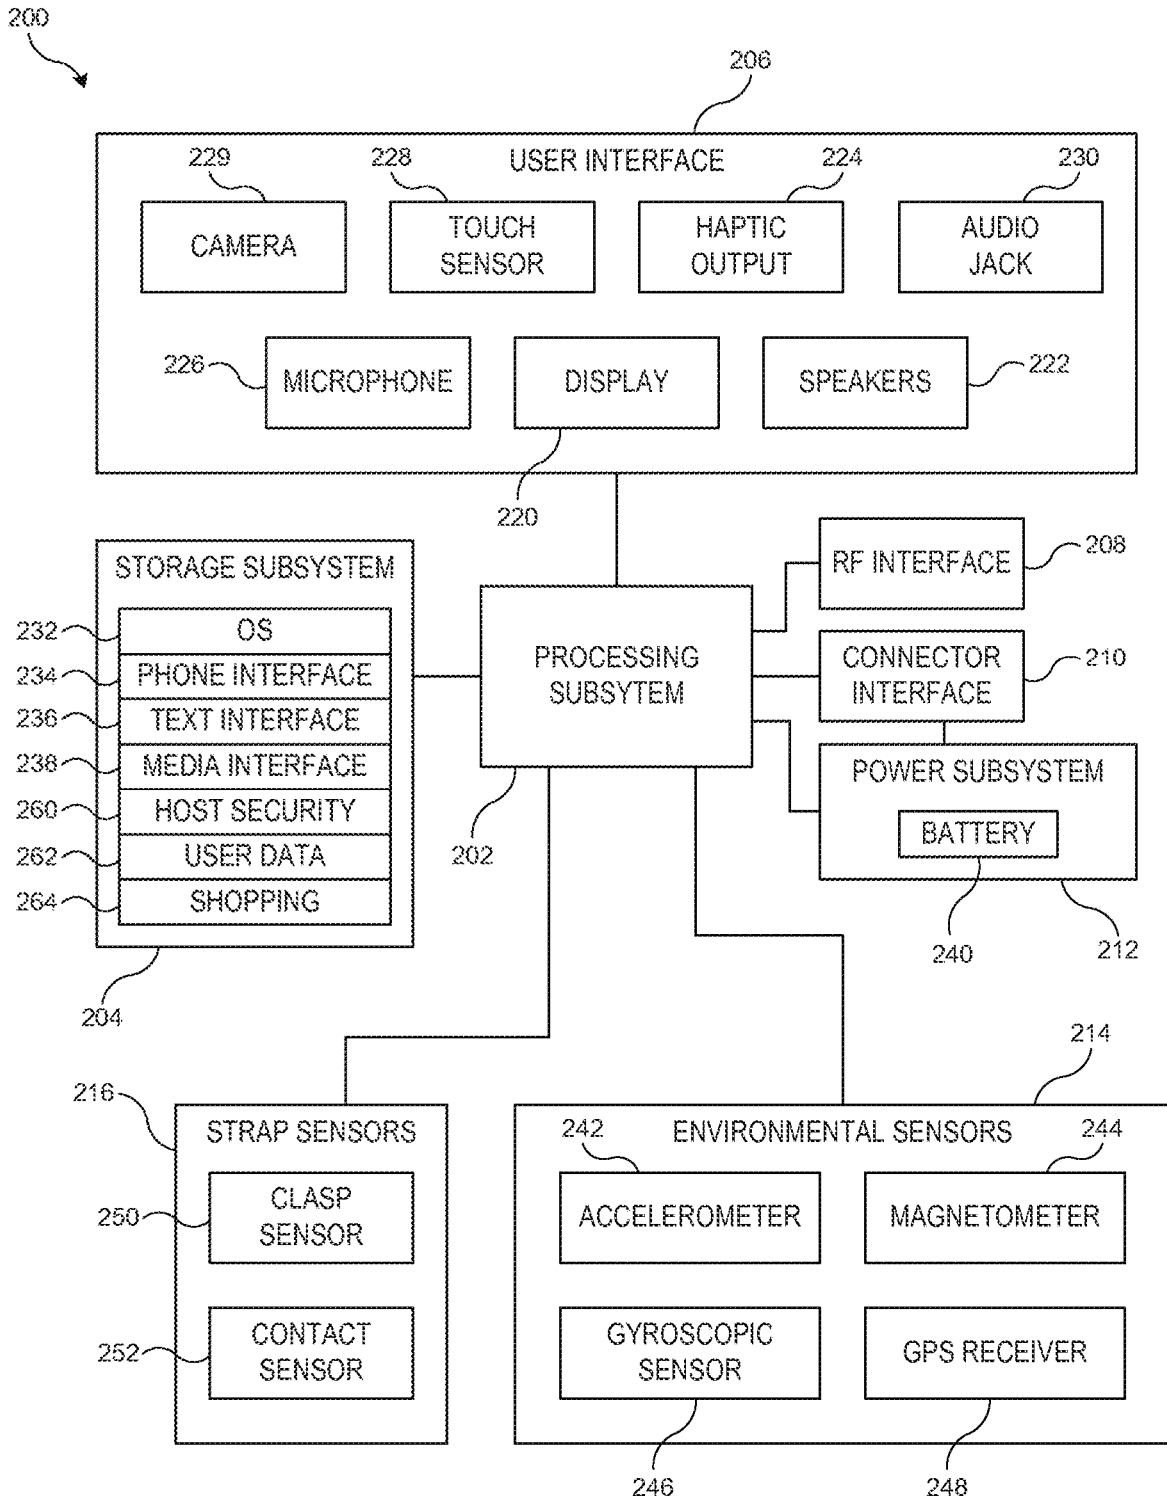 200
206
USER INTERFACE
229
228
224
230
CAMERA
TOUCH
SENSOR
HAPTIC
OUTPUT
AUDIO
JACK
226
MICROPHONE
DISPLAY
SPEAKERS
222
220
STORAGE SUBSYSTEM
232
OS
234
PHONE INTERFACE
236
TEXT INTERFACE
238
MEDIA INTERFACE
260
HOST SECURITY
262
USER DATA
264
SHOPPING
204
PROCESSING
SUBSYTEM
202
RF INTERFACE
208
CONNECTOR
INTERFACE
210
POWER SUBSYSTEM
BATTERY
240
212
216
STRAP SENSORS
250
CLASP
SENSOR
252
CONTACT
SENSOR
214
ENVIRONMENTAL SENSORS
242
244
ACCELEROMETER
MAGNETOMETER
GYROSCOPIC
SENSOR
GPS RECEIVER
246
248